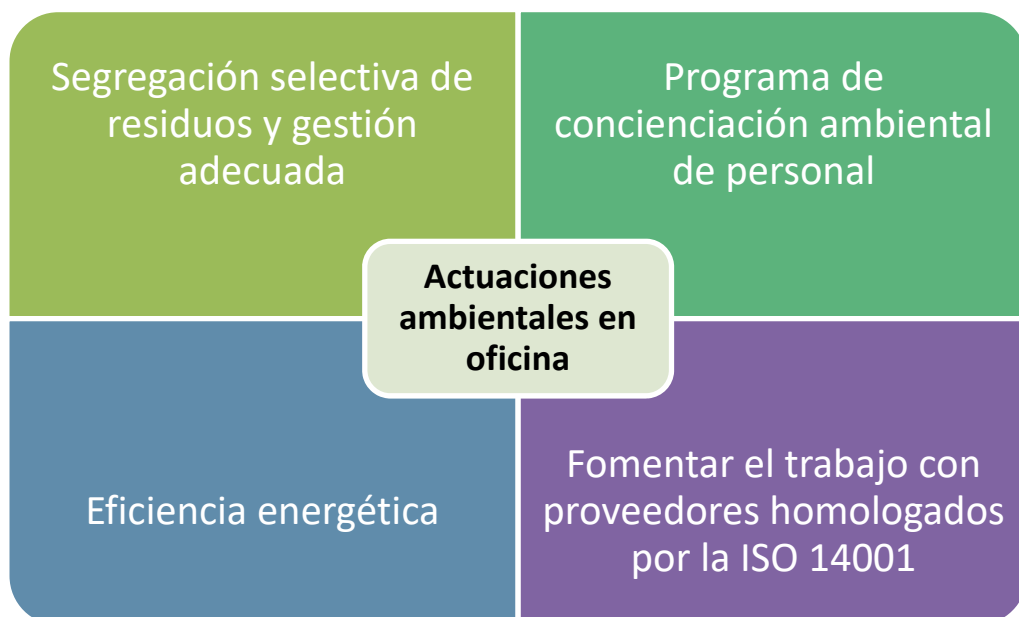 Segregación selectiva de
residuos y gestión
adecuada
Programa de
concienciación ambiental
de personal
Actuaciones
ambientales en
oficina
Eficiencia energética
Fomentar el trabajo con
proveedores homologados
por la ISO 14001